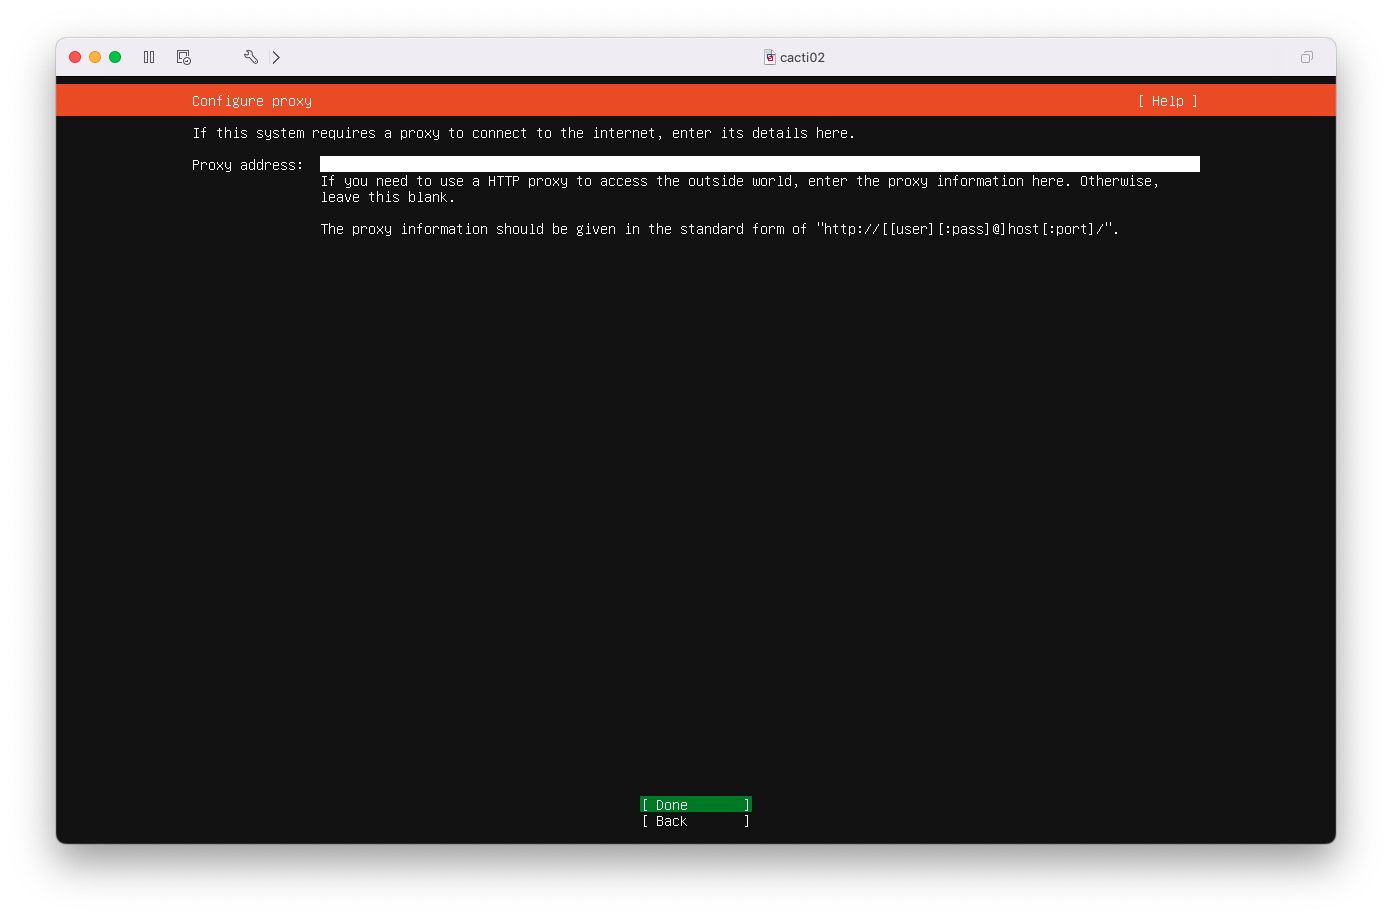 cacti02
Configure proxy [ Help ]
If this system requires a proxy to connect to the internet, enter its details here.
Proxy address:
If you need to use a HTTP proxy to access the outside world, enter the proxy information here. Otherwise,
leave this blank.
The proxy information should be given in the standard form of "http://[[user][:pass]@]host[:port]/".
[ Done ]
[ Back ]